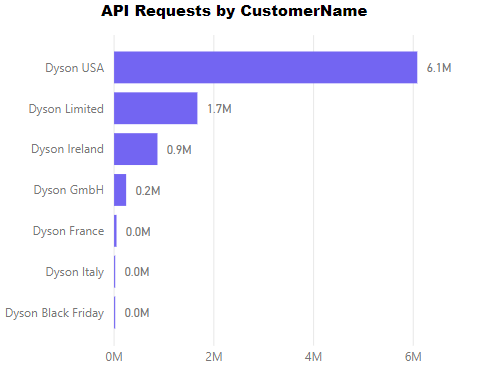 API Requests by CustomerName
Dyson USA 6.1M
Dyson Limited 1.7M
Dyson Ireland 0.9M
Dyson GmbH 0.2M
Dyson France 0.0M
Dyson Italy 0.0M
Dyson Black Friday 0.0M
0M 2M 4M 6M